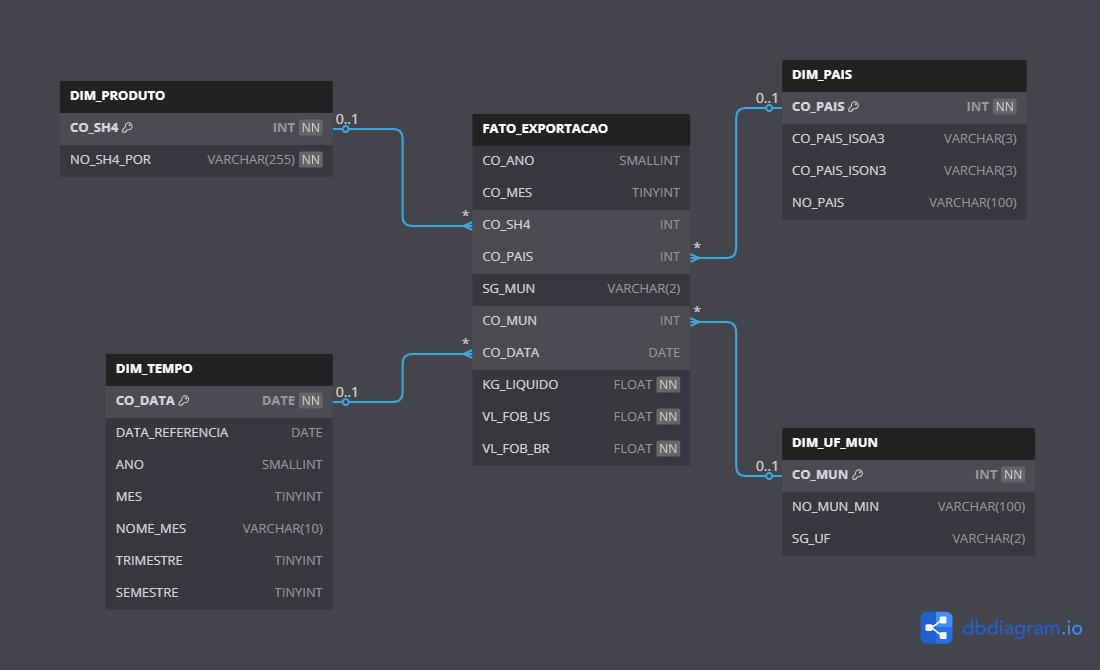 DIM_PRODUTO
CO_SH4 INT NN
NO_SH4_POR VARCHAR(255) NN
0..1
*
FATO_EXPORTACAO
CO_ANO SMALLINT
CO_MES TINYINT
CO_SH4 INT
CO_PAIS INT
SG_MUN VARCHAR(2)
CO_MUN INT
CO_DATA DATE
KG_LIQUIDO FLOAT NN
VL_FOB_US FLOAT NN
VL_FOB_BR FLOAT NN
*
0..1
DIM_PAIS
CO_PAIS INT NN
CO_PAIS_ISOA3 VARCHAR(3)
CO_PAIS_ISON3 VARCHAR(3)
NO_PAIS VARCHAR(100)
DIM_TEMPO
CO_DATA DATE NN
DATA_REFERENCIA DATE
ANO SMALLINT
MES TINYINT
NOME_MES VARCHAR(10)
TRIMESTRE TINYINT
SEMESTRE TINYINT
0..1
*
*
0..1
DIM_UF_MUN
CO_MUN INT NN
NO_MUN_MIN VARCHAR(100)
SG_UF VARCHAR(2)
dbdiagram.io